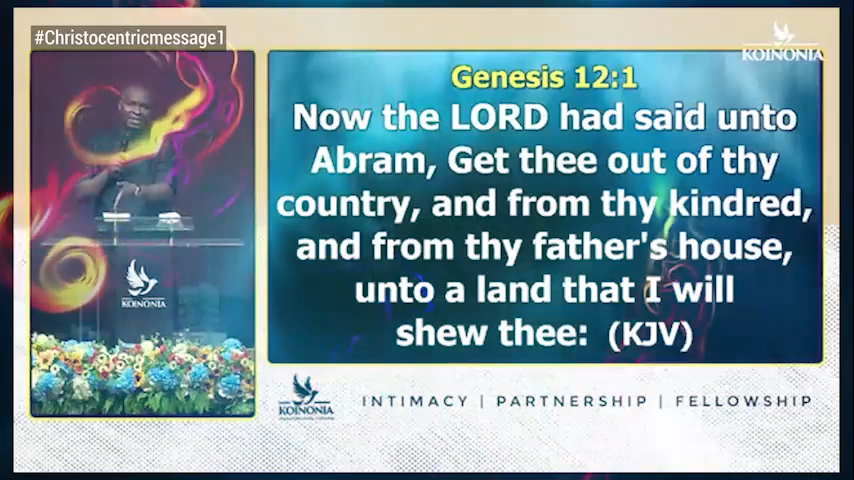 #Christocentricmessage1
KOINONIA
Genesis 12:1
Now the LORD had said unto
Abram, Get thee out of thy
country, and from thy kindred,
and from thy father's house,
unto a land that I will
shew thee: (KJV)
KOINONIA
KOINONIA
INTIMACY | PARTNERSHIP | FELLOWSHIP